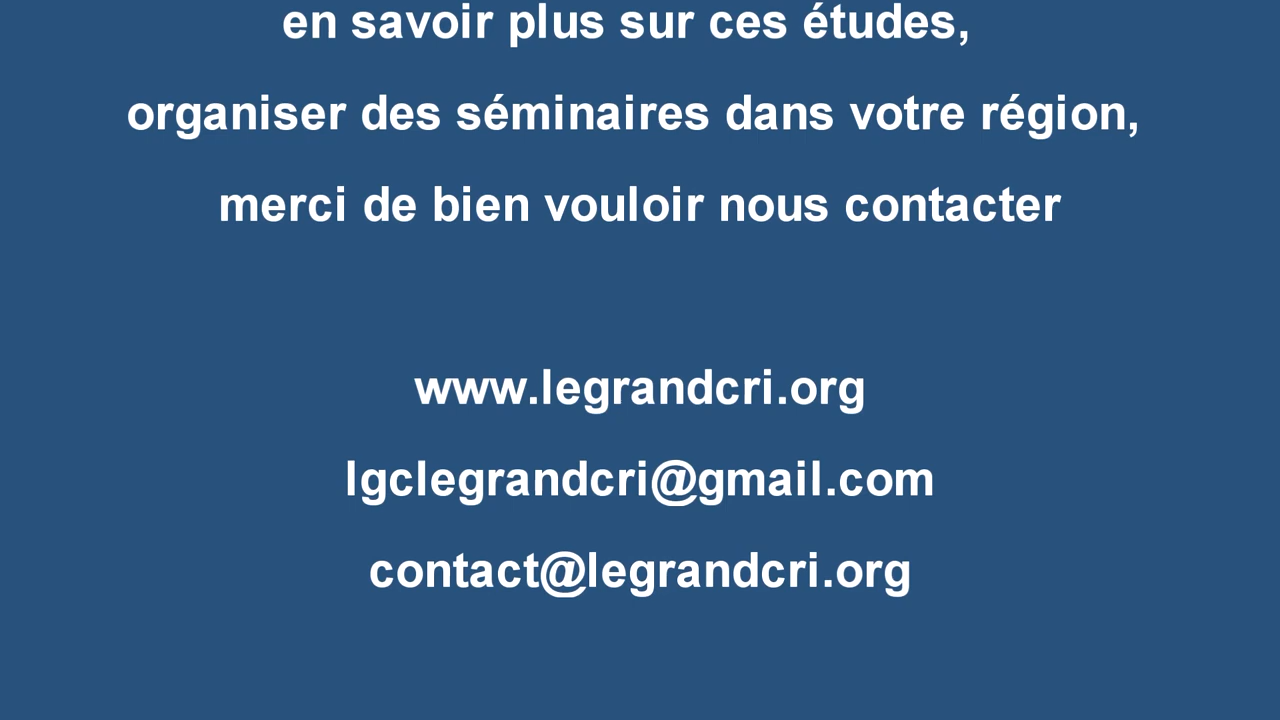 en savoir plus sur ces études,
organiser des séminaires dans votre région,
merci de bien vouloir nous contacter
www.legrandcri.org
lgclegrandcri@gmail.com
contact@legrandcri.org